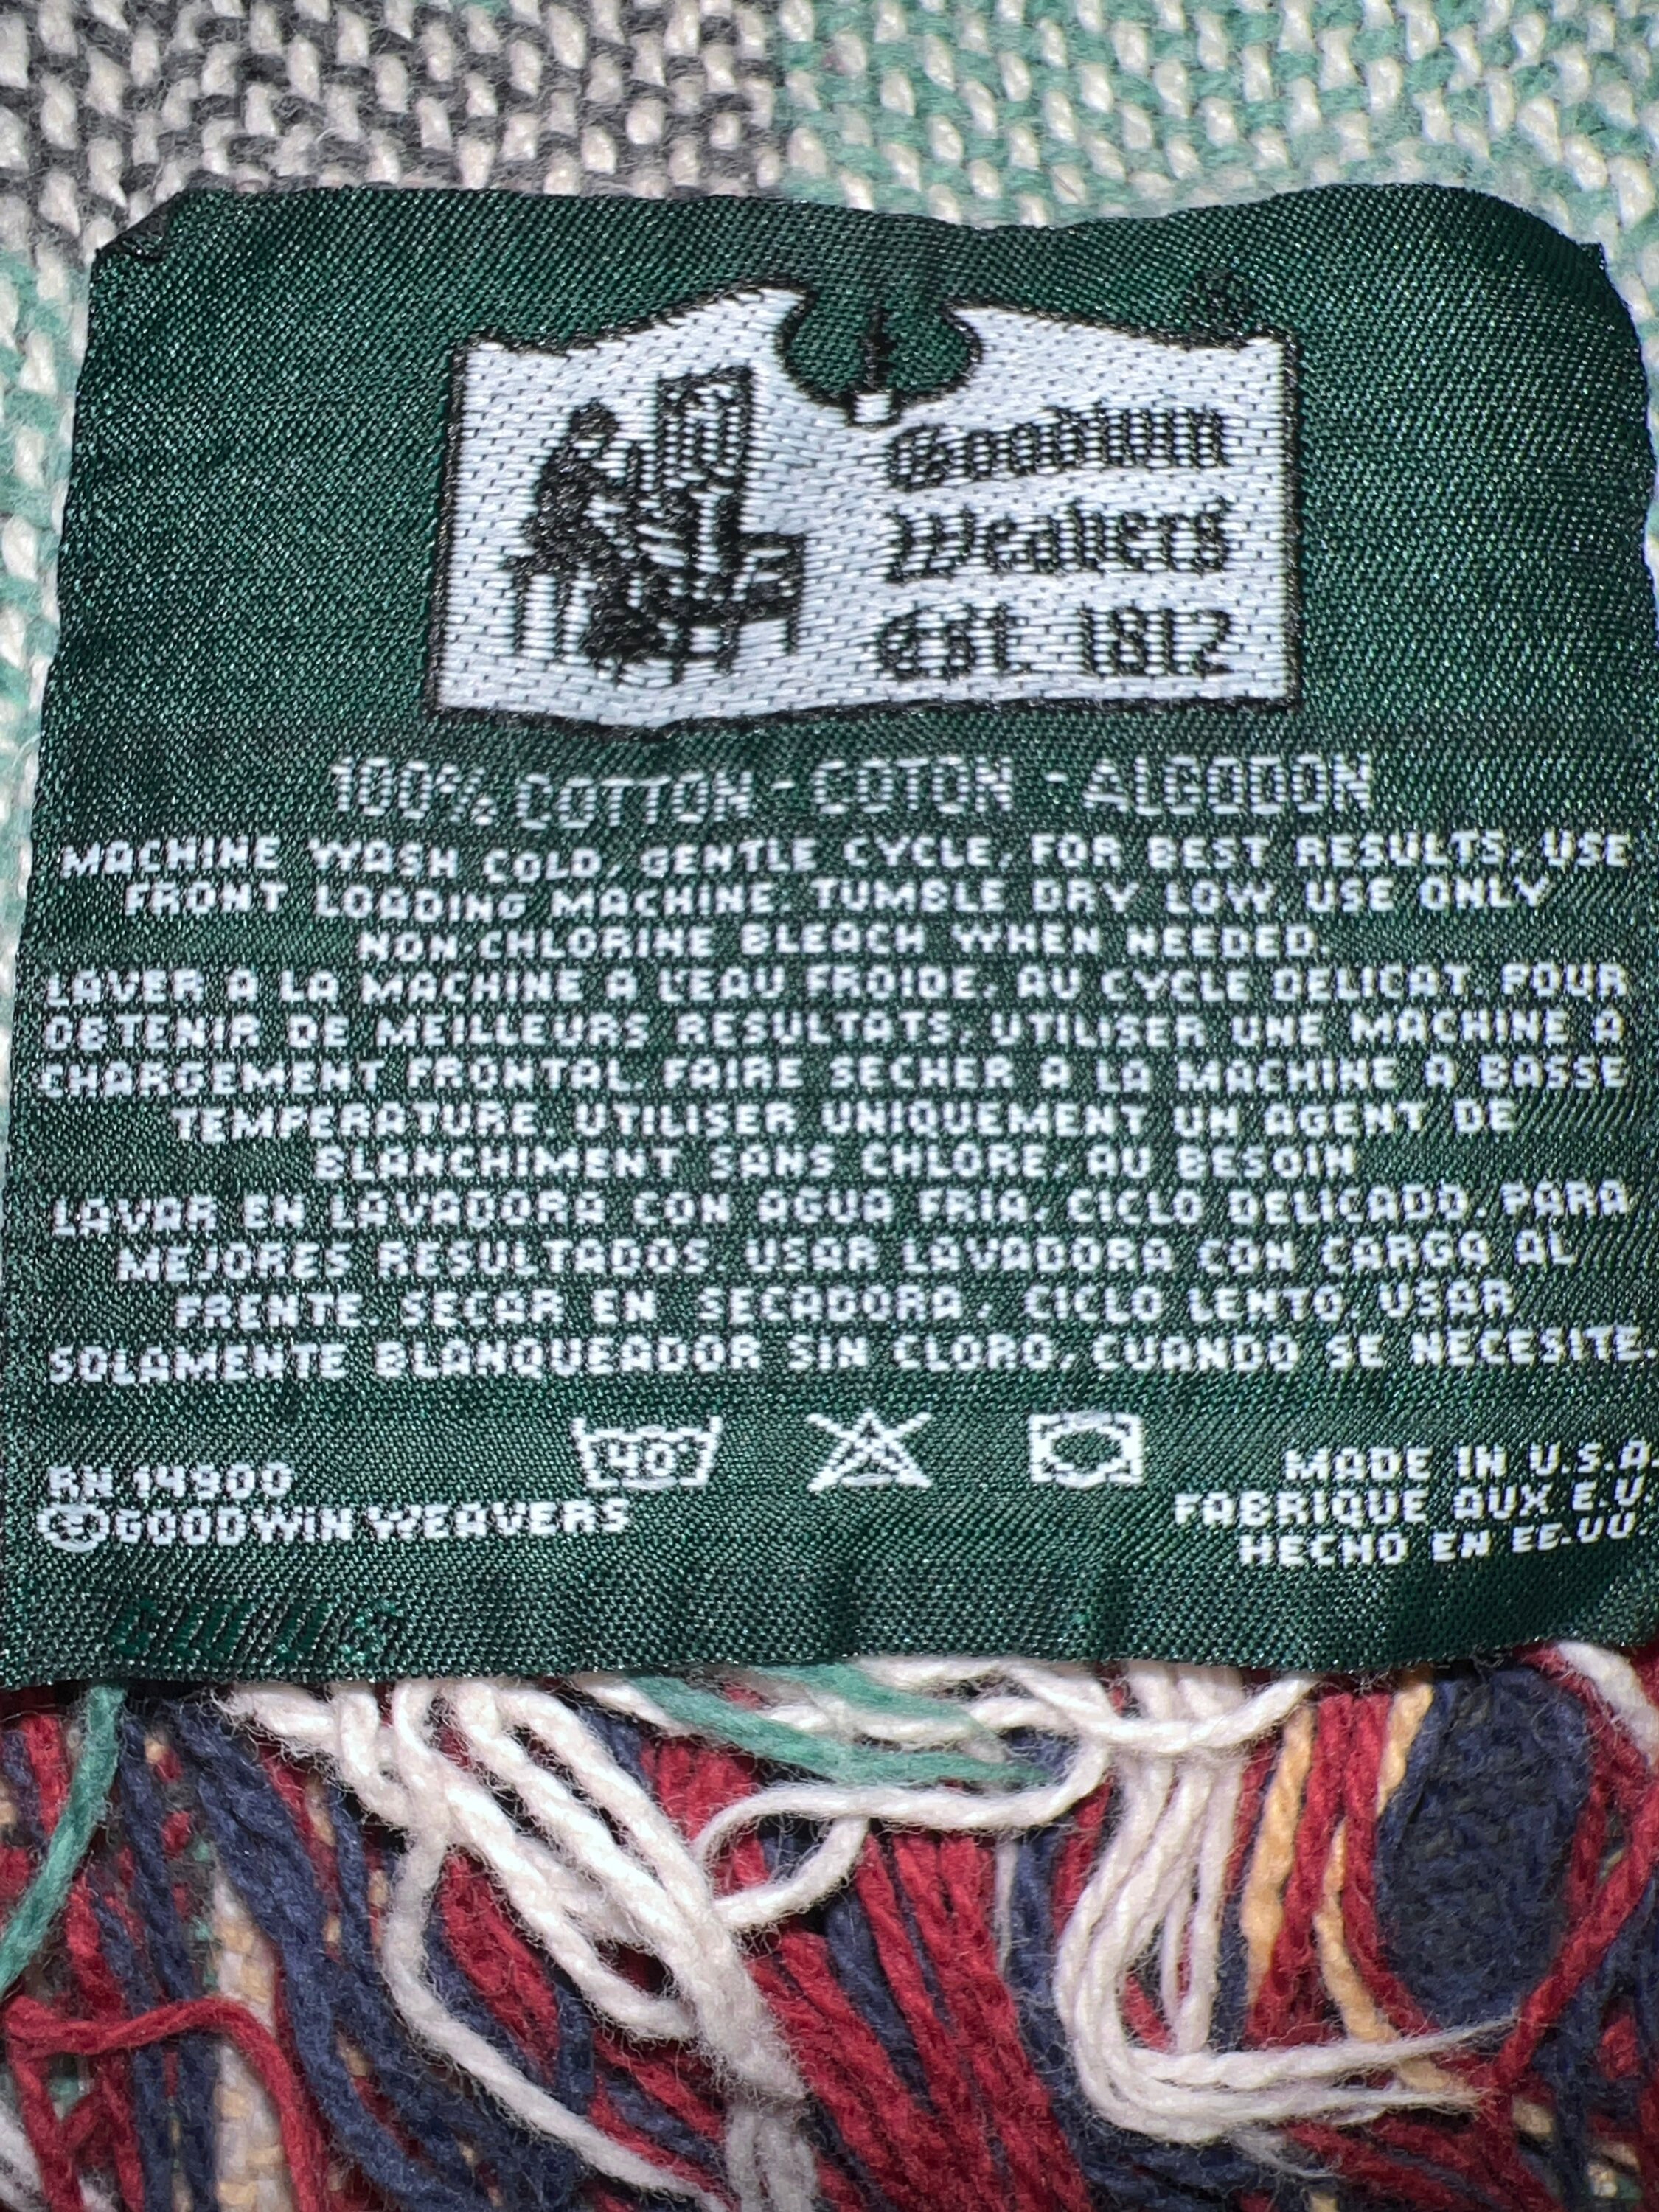 Goodwin
Weavers
Est. 1812
100% COTTON - COTON - ALGODON
MACHINE WASH COLD, GENTLE CYCLE, FOR BEST RESULTS, USE
FRONT LOADING MACHINE. TUMBLE DRY LOW. USE ONLY
NON-CHLORINE BLEACH WHEN NEEDED.
LAVER A LA MACHINE A L'EAU FROIDE, AU CYCLE DELICAT. POUR
OBTENIR DE MEILLEURS RESULTATS, UTILISER UNE MACHINE A
CHARGEMENT FRONTAL. FAIRE SECHER A LA MACHINE A BASSE
TEMPERATURE. UTILISER UNIQUEMENT UN AGENT DE
BLANCHIMENT SANS CHLORE, AU BESOIN
LAVAR EN LAVADORA CON AGUA FRIA, CICLO DELICADO. PARA
MEJORES RESULTADOS, USAR LAVADORA CON CARGA AL
FRENTE. SECAR EN SECADORA, CICLO LENTO. USAR
SOLAMENTE BLANQUEADOR SIN CLORO, CUANDO SE NECESITE.
40°
RN 14900
© GOODWIN WEAVERS
MADE IN U.S.A.
FABRIQUE AUX E.U.
HECHO EN EE.UU.